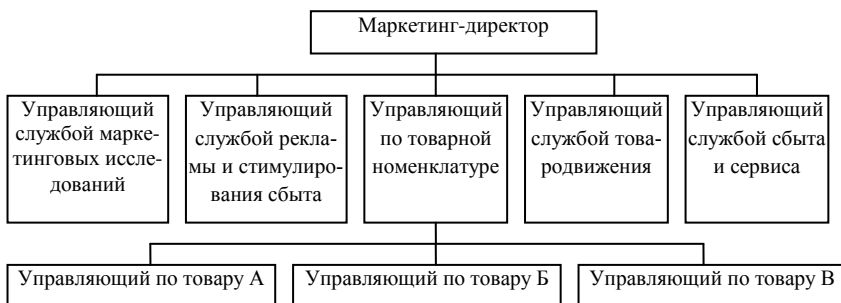 Маркетинг-директор
Управляющий
службой марке-
тинговых иссле-
дований
Управляющий
службой рекла-
мы и стимулиро-
вания сбыта
Управляющий
по товарной
номенклатуре
Управляющий
службой това-
родвижения
Управляющий
службой сбыта
и сервиса
Управляющий по товару А
Управляющий по товару Б
Управляющий по товару В